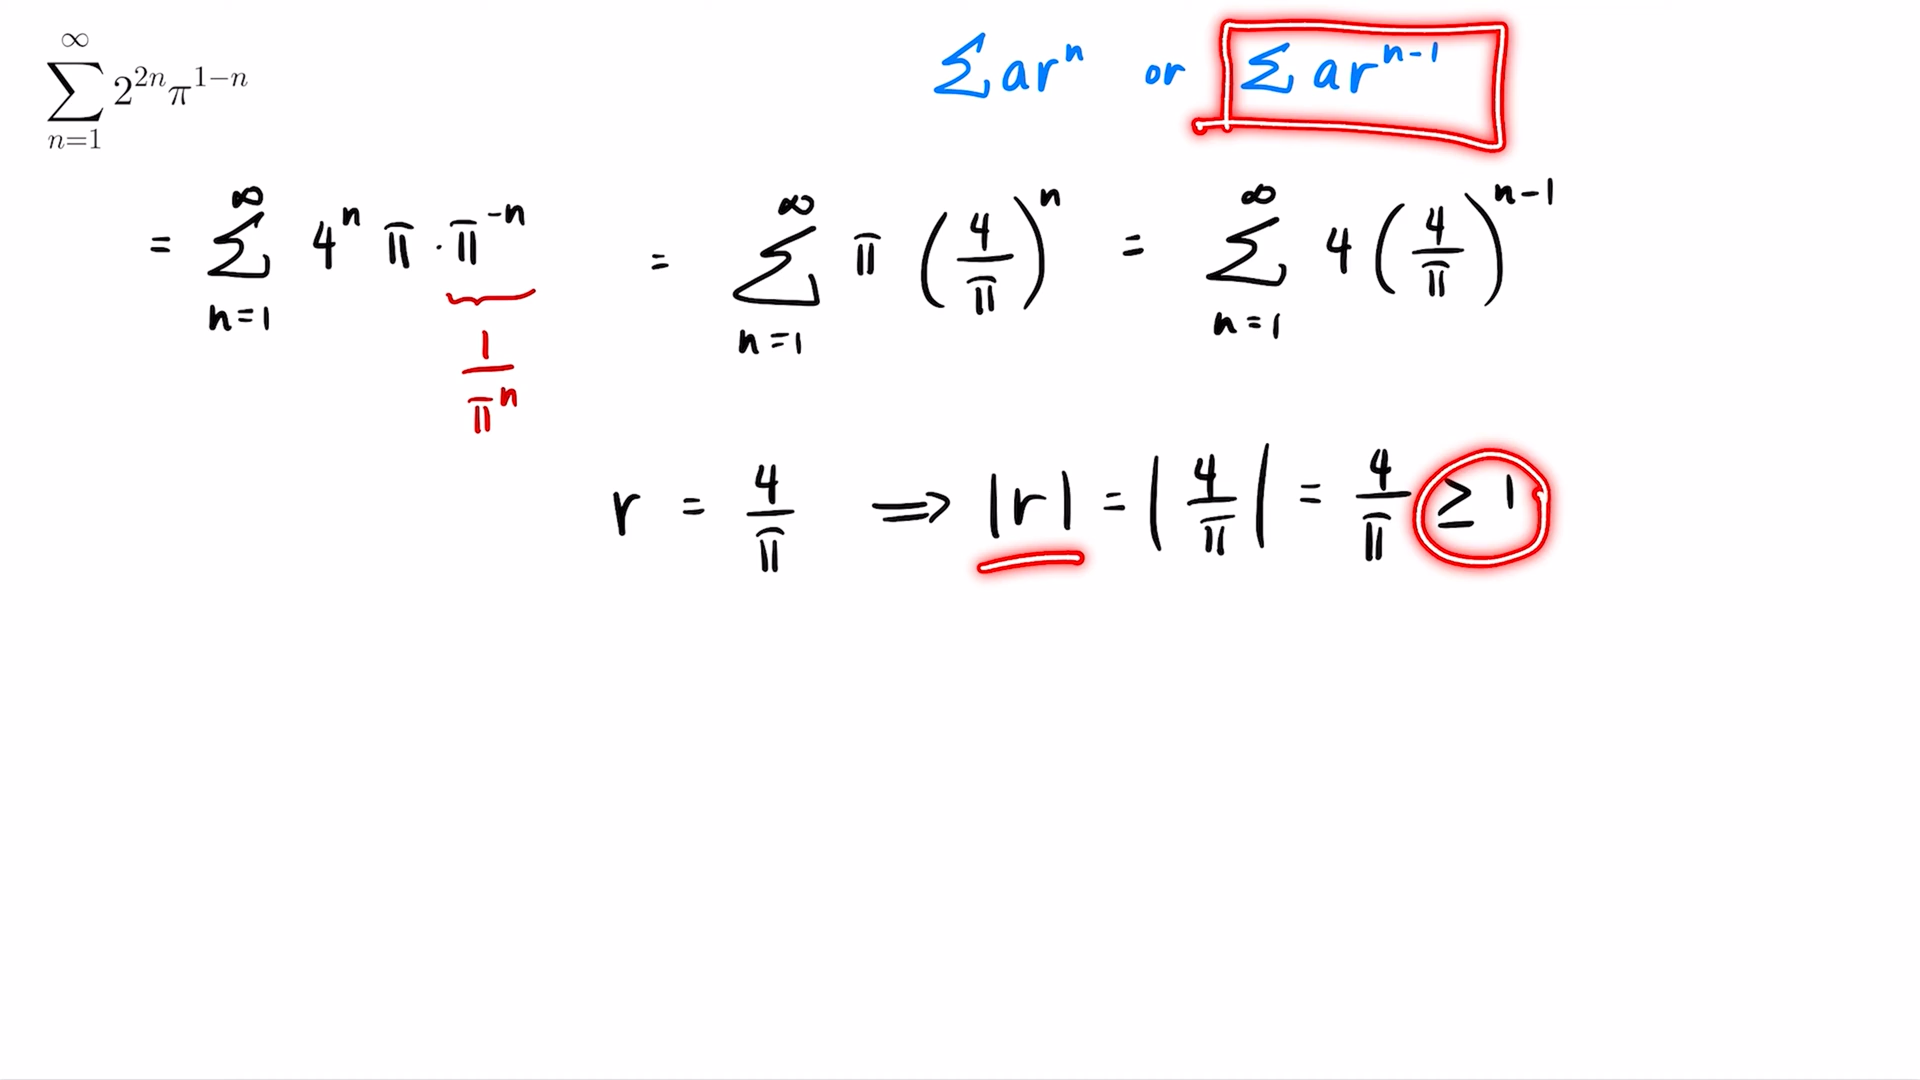 ∞
∑ 2^{2n} π^{1−n}
n=1
∑ ar^n or ∑ ar^{n-1}
= ∑_{n=1}^{∞} 4^n π · π^{-n} = ∑_{n=1}^{∞} π (4/π)^n = ∑_{n=1}^{∞} 4 (4/π)^{n-1}
1/π^n
r = 4/π ⟹ |r| = |4/π| = 4/π ≥ 1